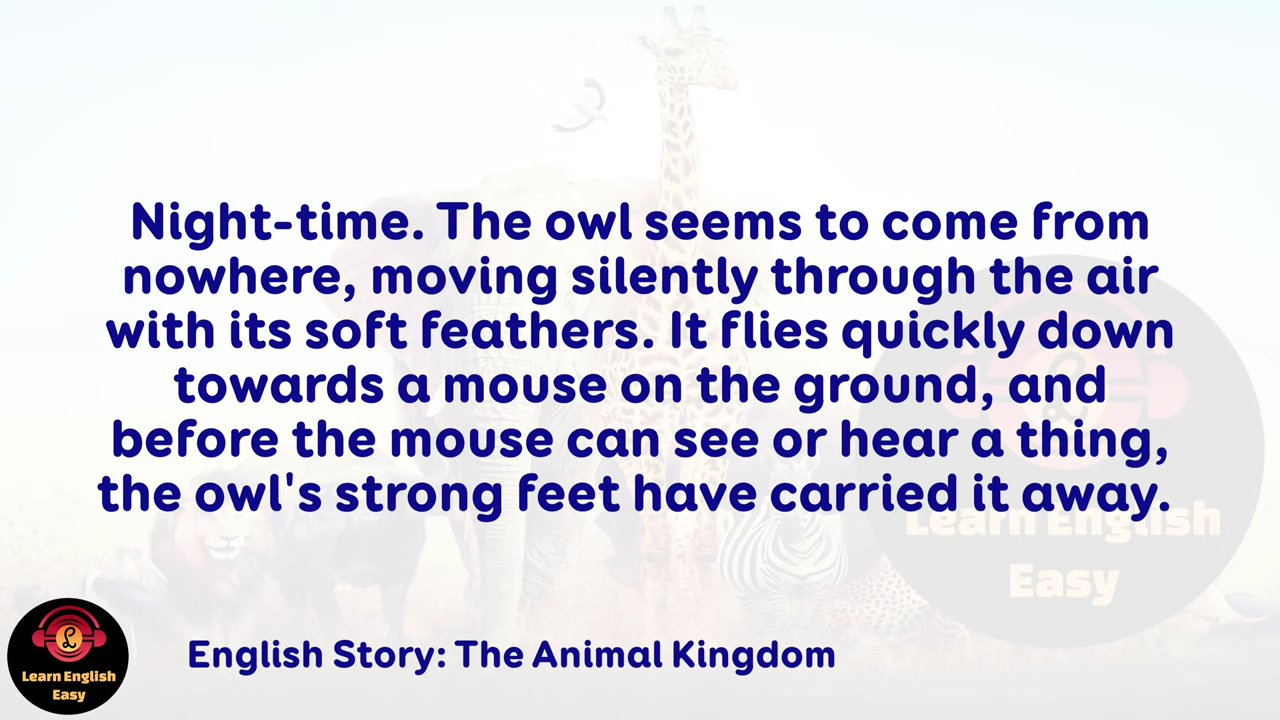 Night-time. The owl seems to come from
nowhere, moving silently through the air
with its soft feathers. It flies quickly down
towards a mouse on the ground, and
before the mouse can see or hear a thing,
the owl's strong feet have carried it away.
Learn English
Easy
English Story: The Animal Kingdom
Learn English
Easy